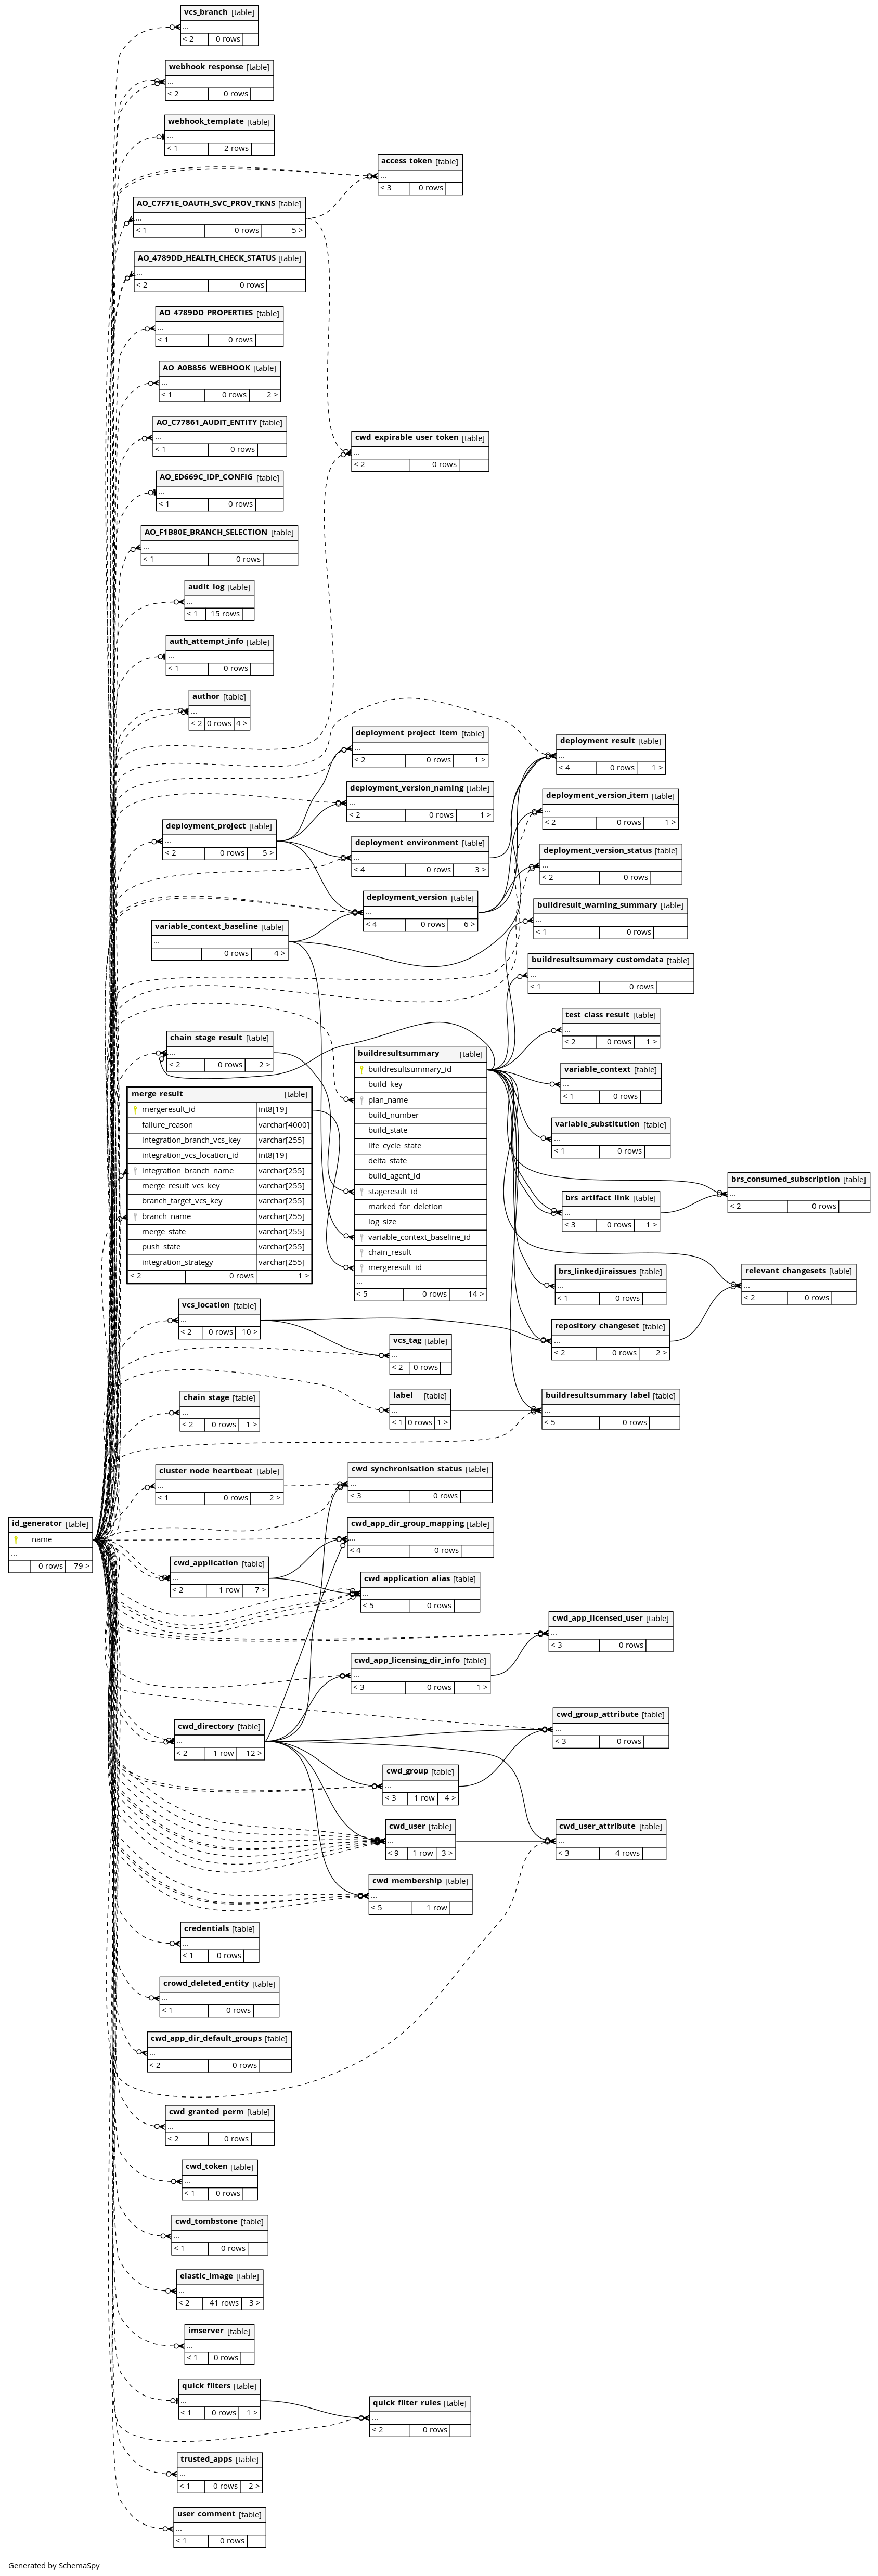 vcs_branch [table]
...
< 2 0 rows
webhook_response [table]
...
< 2 0 rows
webhook_template [table]
...
< 1 2 rows
access_token [table]
...
< 3 0 rows
AO_C7F71E_OAUTH_SVC_PROV_TKNS [table]
...
< 1 0 rows 5 >
AO_4789DD_HEALTH_CHECK_STATUS [table]
...
< 2 0 rows
AO_4789DD_PROPERTIES [table]
...
< 1 0 rows
AO_A0B856_WEBHOOK [table]
...
< 1 0 rows 2 >
AO_C77861_AUDIT_ENTITY [table]
...
< 1 0 rows
cwd_expirable_user_token [table]
...
< 2 0 rows
AO_ED669C_IDP_CONFIG [table]
...
< 1 0 rows
AO_F1B80E_BRANCH_SELECTION [table]
...
< 1 0 rows
audit_log [table]
...
< 1 15 rows
auth_attempt_info [table]
...
< 1 0 rows
author [table]
...
< 2 0 rows 4 >
deployment_project_item [table]
...
< 2 0 rows 1 >
deployment_result [table]
...
< 4 0 rows 1 >
deployment_version_naming [table]
...
< 2 0 rows 1 >
deployment_version_item [table]
...
< 2 0 rows 1 >
deployment_project [table]
...
< 2 0 rows 5 >
deployment_environment [table]
...
< 4 0 rows 3 >
deployment_version_status [table]
...
< 2 0 rows
deployment_version [table]
...
< 4 0 rows 6 >
buildresult_warning_summary [table]
...
< 1 0 rows
variable_context_baseline [table]
...
0 rows 4 >
buildresultsummary_customdata [table]
...
< 1 0 rows
test_class_result [table]
...
< 2 0 rows 1 >
chain_stage_result [table]
...
< 2 0 rows 2 >
variable_context [table]
...
< 1 0 rows
variable_substitution [table]
...
< 1 0 rows
merge_result [table]
mergeresult_id int8[19]
failure_reason varchar[4000]
integration_branch_vcs_key varchar[255]
integration_vcs_location_id int8[19]
integration_branch_name varchar[255]
merge_result_vcs_key varchar[255]
branch_target_vcs_key varchar[255]
branch_name varchar[255]
merge_state varchar[255]
push_state varchar[255]
integration_strategy varchar[255]
< 2 0 rows 1 >
buildresultsummary [table]
buildresultsummary_id
build_key
plan_name
build_number
build_state
life_cycle_state
delta_state
build_agent_id
stageresult_id
marked_for_deletion
log_size
variable_context_baseline_id
chain_result
mergeresult_id
...
< 5 0 rows 14 >
brs_consumed_subscription [table]
...
< 2 0 rows
brs_artifact_link [table]
...
< 3 0 rows 1 >
brs_linkedjiraissues [table]
...
< 1 0 rows
relevant_changesets [table]
...
< 2 0 rows
vcs_location [table]
...
< 2 0 rows 10 >
repository_changeset [table]
...
< 2 0 rows 2 >
vcs_tag [table]
...
< 2 0 rows
chain_stage [table]
...
< 2 0 rows 1 >
label [table]
...
< 1 0 rows 1 >
buildresultsummary_label [table]
...
< 5 0 rows
cluster_node_heartbeat [table]
...
< 1 0 rows 2 >
cwd_synchronisation_status [table]
...
< 3 0 rows
id_generator [table]
name
...
0 rows 79 >
cwd_app_dir_group_mapping [table]
...
< 4 0 rows
cwd_application [table]
...
< 2 1 row 7 >
cwd_application_alias [table]
...
< 5 0 rows
cwd_app_licensed_user [table]
...
< 3 0 rows
cwd_app_licensing_dir_info [table]
...
< 3 0 rows 1 >
cwd_directory [table]
...
< 2 1 row 12 >
cwd_group_attribute [table]
...
< 3 0 rows
cwd_group [table]
...
< 3 1 row 4 >
cwd_user [table]
...
< 9 1 row 3 >
cwd_user_attribute [table]
...
< 3 4 rows
cwd_membership [table]
...
< 5 1 row
credentials [table]
...
< 1 0 rows
crowd_deleted_entity [table]
...
< 1 0 rows
cwd_app_dir_default_groups [table]
...
< 2 0 rows
cwd_granted_perm [table]
...
< 2 0 rows
cwd_token [table]
...
< 1 0 rows
cwd_tombstone [table]
...
< 1 0 rows
elastic_image [table]
...
< 2 41 rows 3 >
imserver [table]
...
< 1 0 rows
quick_filters [table]
...
< 1 0 rows 1 >
quick_filter_rules [table]
...
< 2 0 rows
trusted_apps [table]
...
< 1 0 rows 2 >
user_comment [table]
...
< 1 0 rows
Generated by SchemaSpy